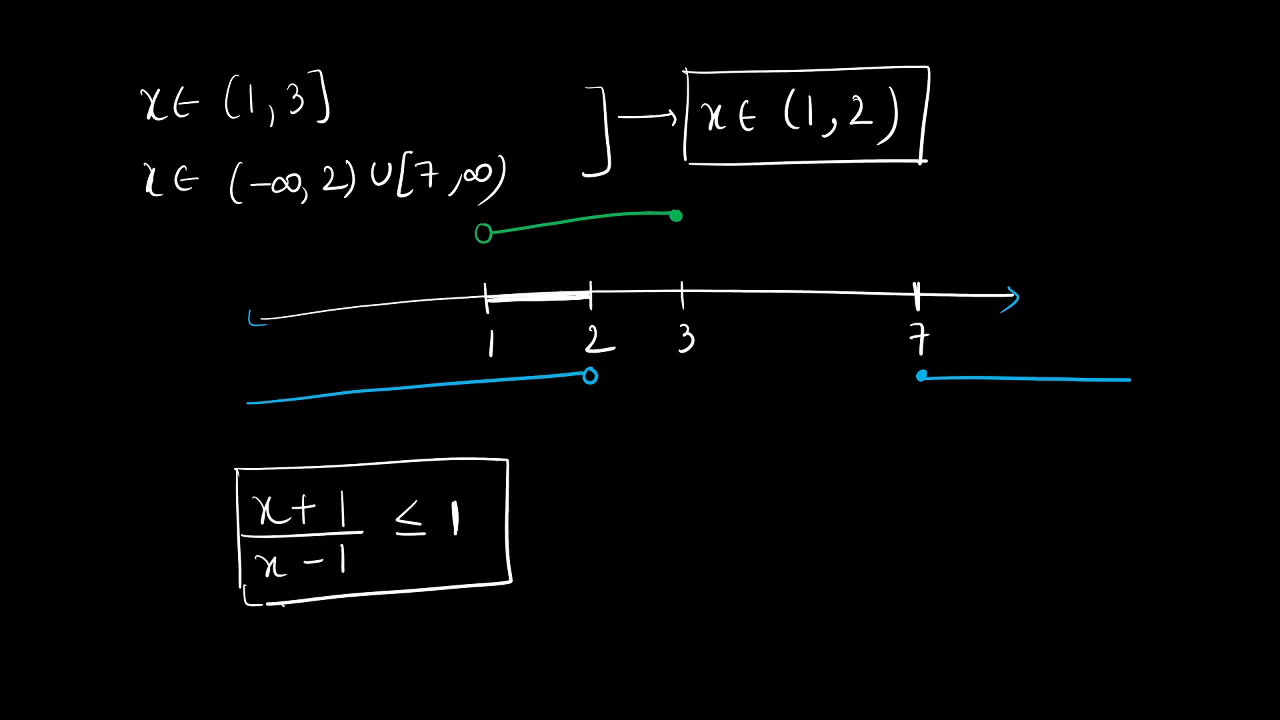 x ∈ (1, 3]
x ∈ (-∞, 2) ∪ [7, ∞)
] → x ∈ (1, 2)
1 2 3 7
x + 1
x - 1
≤ 1